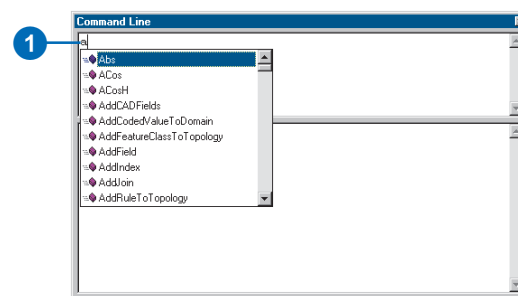 Command Line
1
a
Abs
ACos
ACosH
AddCADFields
AddCodedValueToDomain
AddFeatureClassToTopology
AddField
AddIndex
AddJoin
AddRuleToTopology